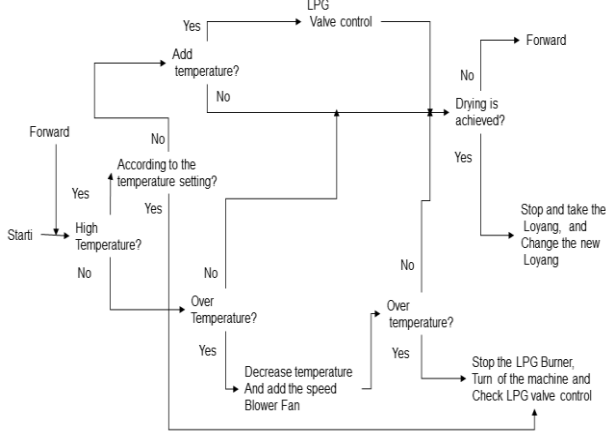 LPG
Valve control
Yes
Add
temperature?
No
Forward
No
Drying is
achieved?
Yes
Forward
No
According to the
temperature setting?
Yes
Yes
Starti
High
Temperature?
No
Stop and take the
Loyang, and
Change the new
Loyang
No
Over
Temperature?
Yes
No
Over
temperature?
Yes
Decrease temperature
And add the speed
Blower Fan
Stop the LPG Burner,
Turn of the machine and
Check LPG valve control